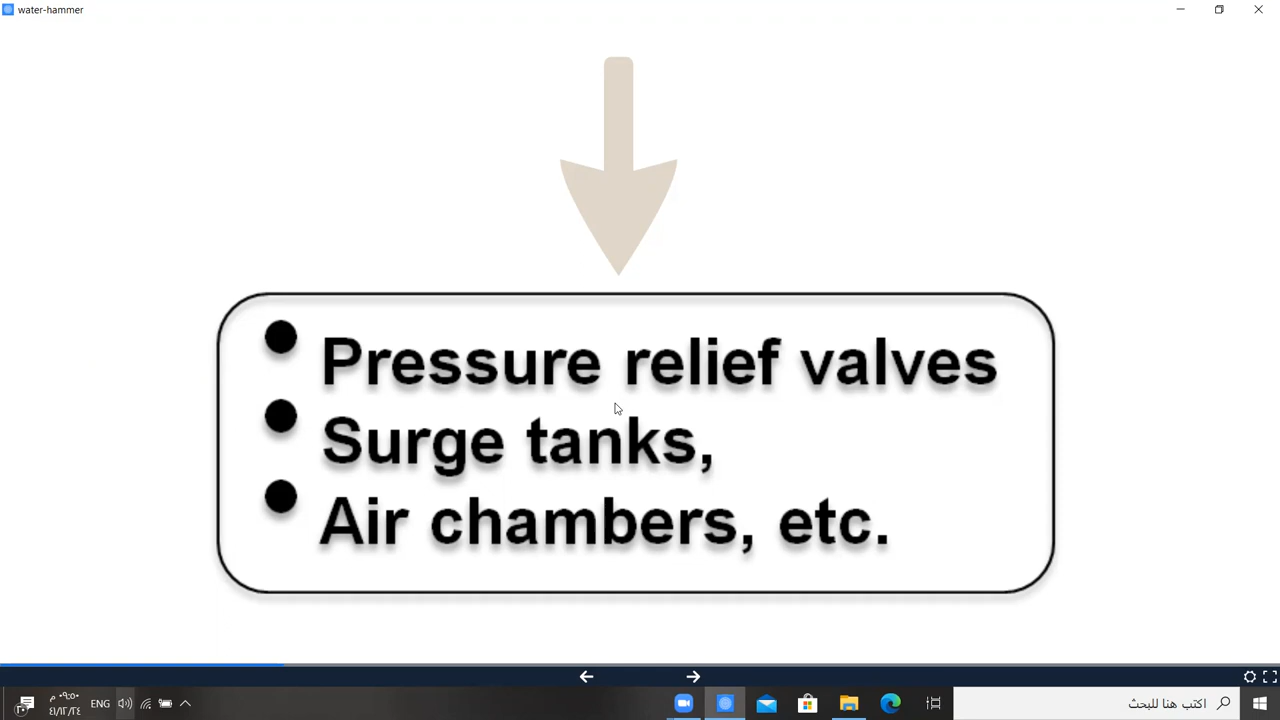 water-hammer
• Pressure relief valves
• Surge tanks,
• Air chambers, etc.
ENG
اكتب هنا للبحث